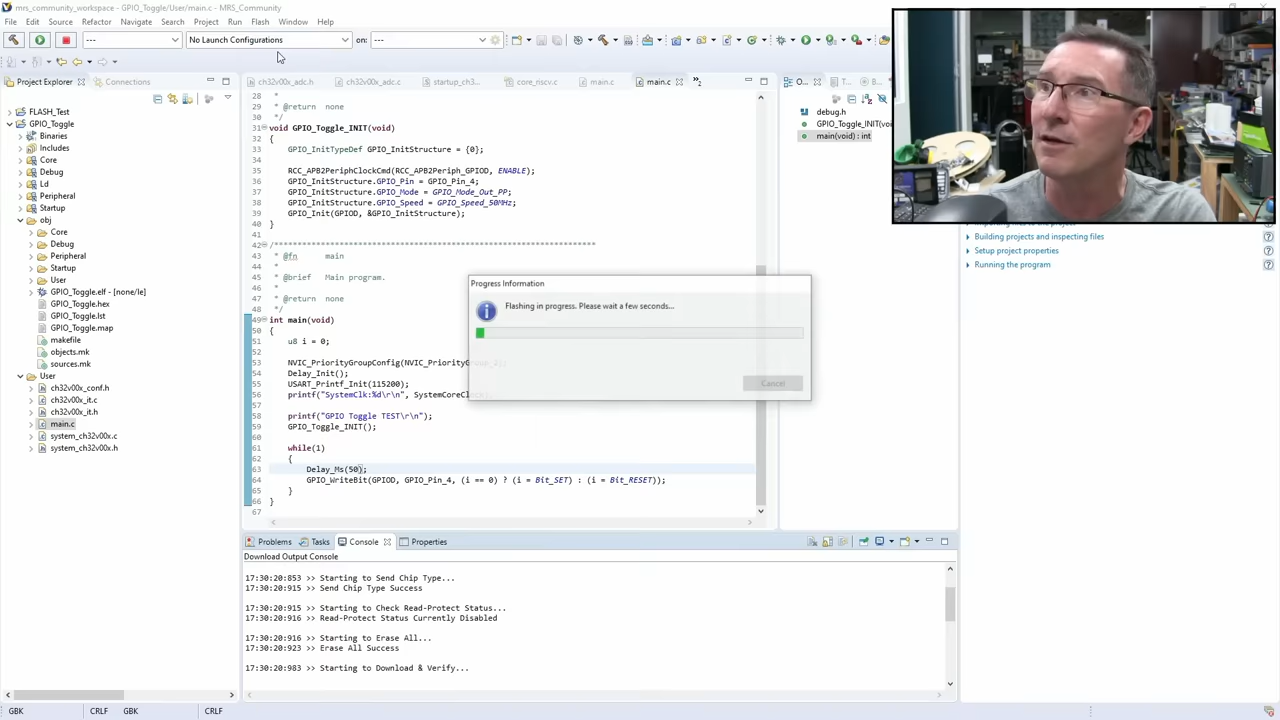 mrs_community_workspace - GPIO_Toggle/User/main.c - MRS_Community
File Edit Source Refactor Navigate Search Project Run Flash Window Help
--- No Launch Configurations on: ---
Project Explorer Connections
FLASH_Test
GPIO_Toggle
Binaries
Includes
Core
Debug
Ld
Peripheral
Startup
obj
Core
Debug
Peripheral
Startup
User
GPIO_Toggle.elf - [none/le]
GPIO_Toggle.hex
GPIO_Toggle.lst
GPIO_Toggle.map
makefile
objects.mk
sources.mk
User
ch32v00x_conf.h
ch32v00x_it.c
ch32v00x_it.h
main.c
system_ch32v00x.c
system_ch32v00x.h
ch32v00x_adc.h ch32v00x_adc.c startup_ch3... core_riscv.c main.c main.c
28 *
29 * @return none
30 */
31 void GPIO_Toggle_INIT(void)
32 {
33 GPIO_InitTypeDef GPIO_InitStructure = {0};
34
35 RCC_APB2PeriphClockCmd(RCC_APB2Periph_GPIOD, ENABLE);
36 GPIO_InitStructure.GPIO_Pin = GPIO_Pin_4;
37 GPIO_InitStructure.GPIO_Mode = GPIO_Mode_Out_PP;
38 GPIO_InitStructure.GPIO_Speed = GPIO_Speed_50MHz;
39 GPIO_Init(GPIOD, &GPIO_InitStructure);
40 }
41
42 /*********************************************************************
43 * @fn main
44 *
45 * @brief Main program.
46 *
47 * @return none
48 */
49 int main(void)
50 {
51 u8 i = 0;
52
53 NVIC_PriorityGroupConfig(NVIC_PriorityGroup_2);
54 Delay_Init();
55 USART_Printf_Init(115200);
56 printf("SystemClk:%d\r\n", SystemCoreClock);
57
58 printf("GPIO Toggle TEST\r\n");
59 GPIO_Toggle_INIT();
60
61 while(1)
62 {
63 Delay_Ms(50);
64 GPIO_WriteBit(GPIOD, GPIO_Pin_4, (i == 0) ? (i = Bit_SET) : (i = Bit_RESET));
65 }
66 }
67
Progress Information
Flashing in progress. Please wait a few seconds...
Cancel
O... T... B...
debug.h
GPIO_Toggle_INIT(voi
main(void) : int
Building projects and inspecting files
Setup project properties
Running the program
Problems Tasks Console Properties
Download Output Console
17:30:20:853 >> Starting to Send Chip Type...
17:30:20:915 >> Send Chip Type Success
17:30:20:915 >> Starting to Check Read-Protect Status...
17:30:20:916 >> Read-Protect Status Currently Disabled
17:30:20:916 >> Starting to Erase All...
17:30:20:923 >> Erase All Success
17:30:20:983 >> Starting to Download & Verify...
GBK CRLF GBK CRLF